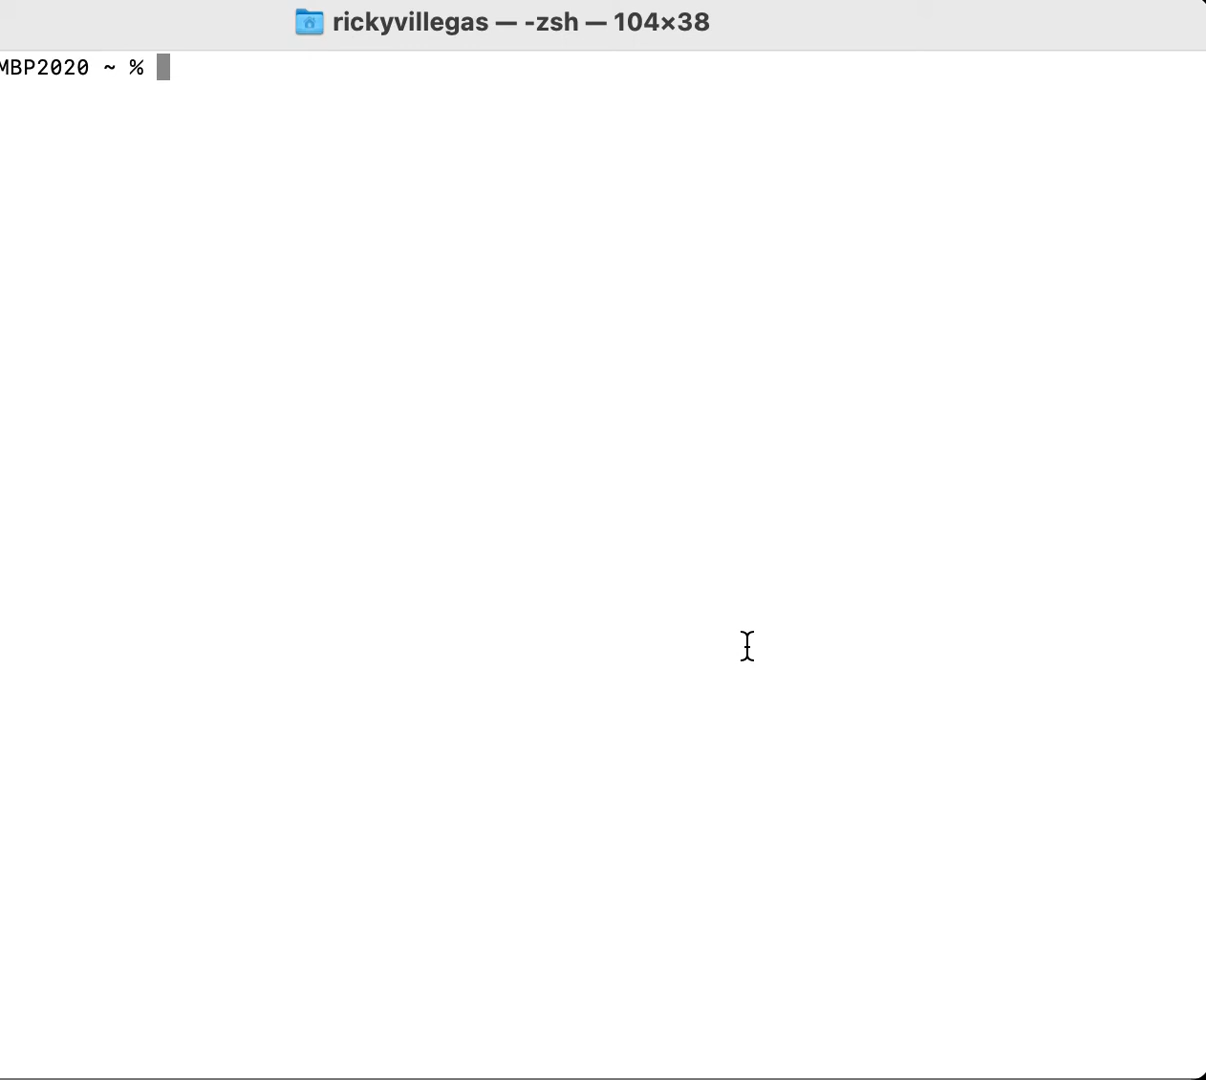 rickyvillegas — -zsh — 104×38
MBP2020 ~ %